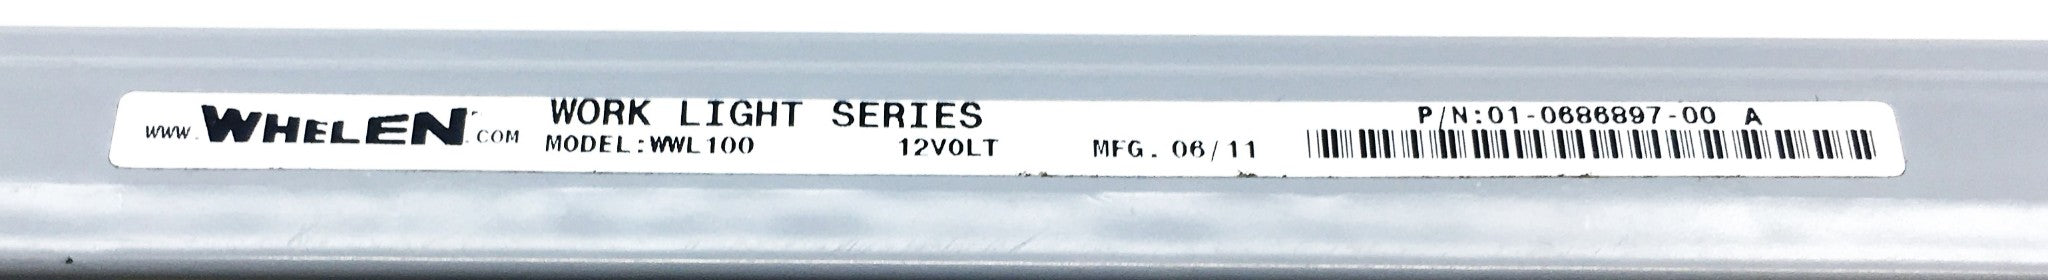 www.WHELEN.COM
WORK LIGHT SERIES
MODEL:WWL100 12VOLT MFG. 06/11
P/N:01-0686897-00 A